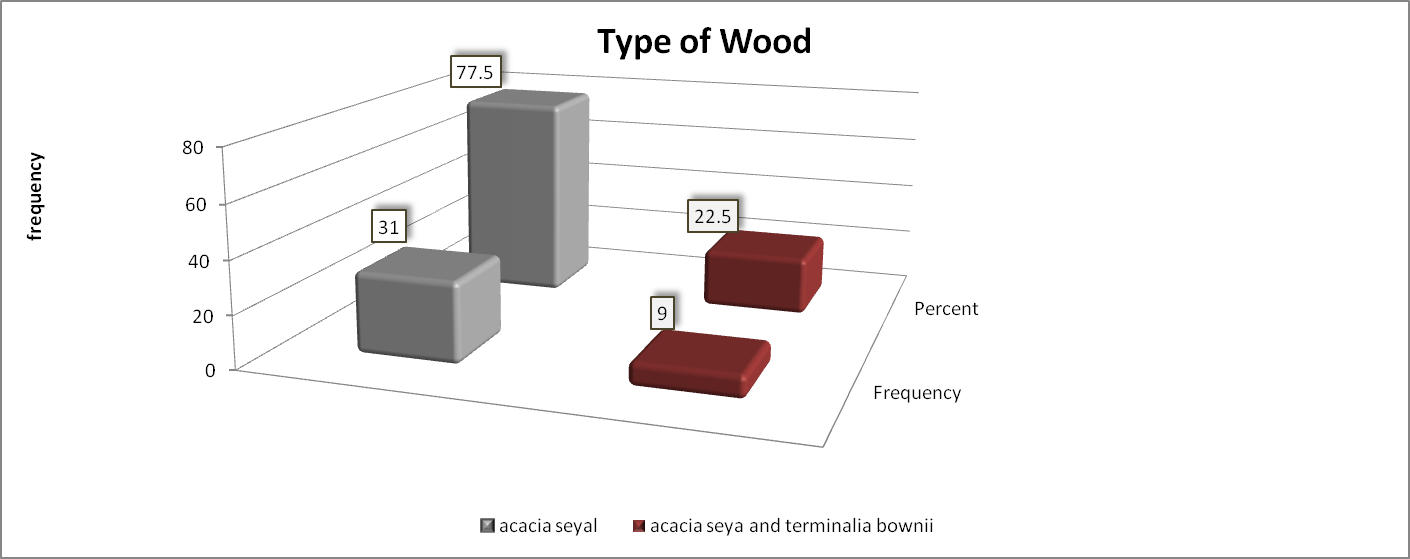 Type of Wood
frequency
80
60
40
20
0
77.5
31
22.5
9
Percent
Frequency
acacia seyal
acacia seya and terminalia bownii